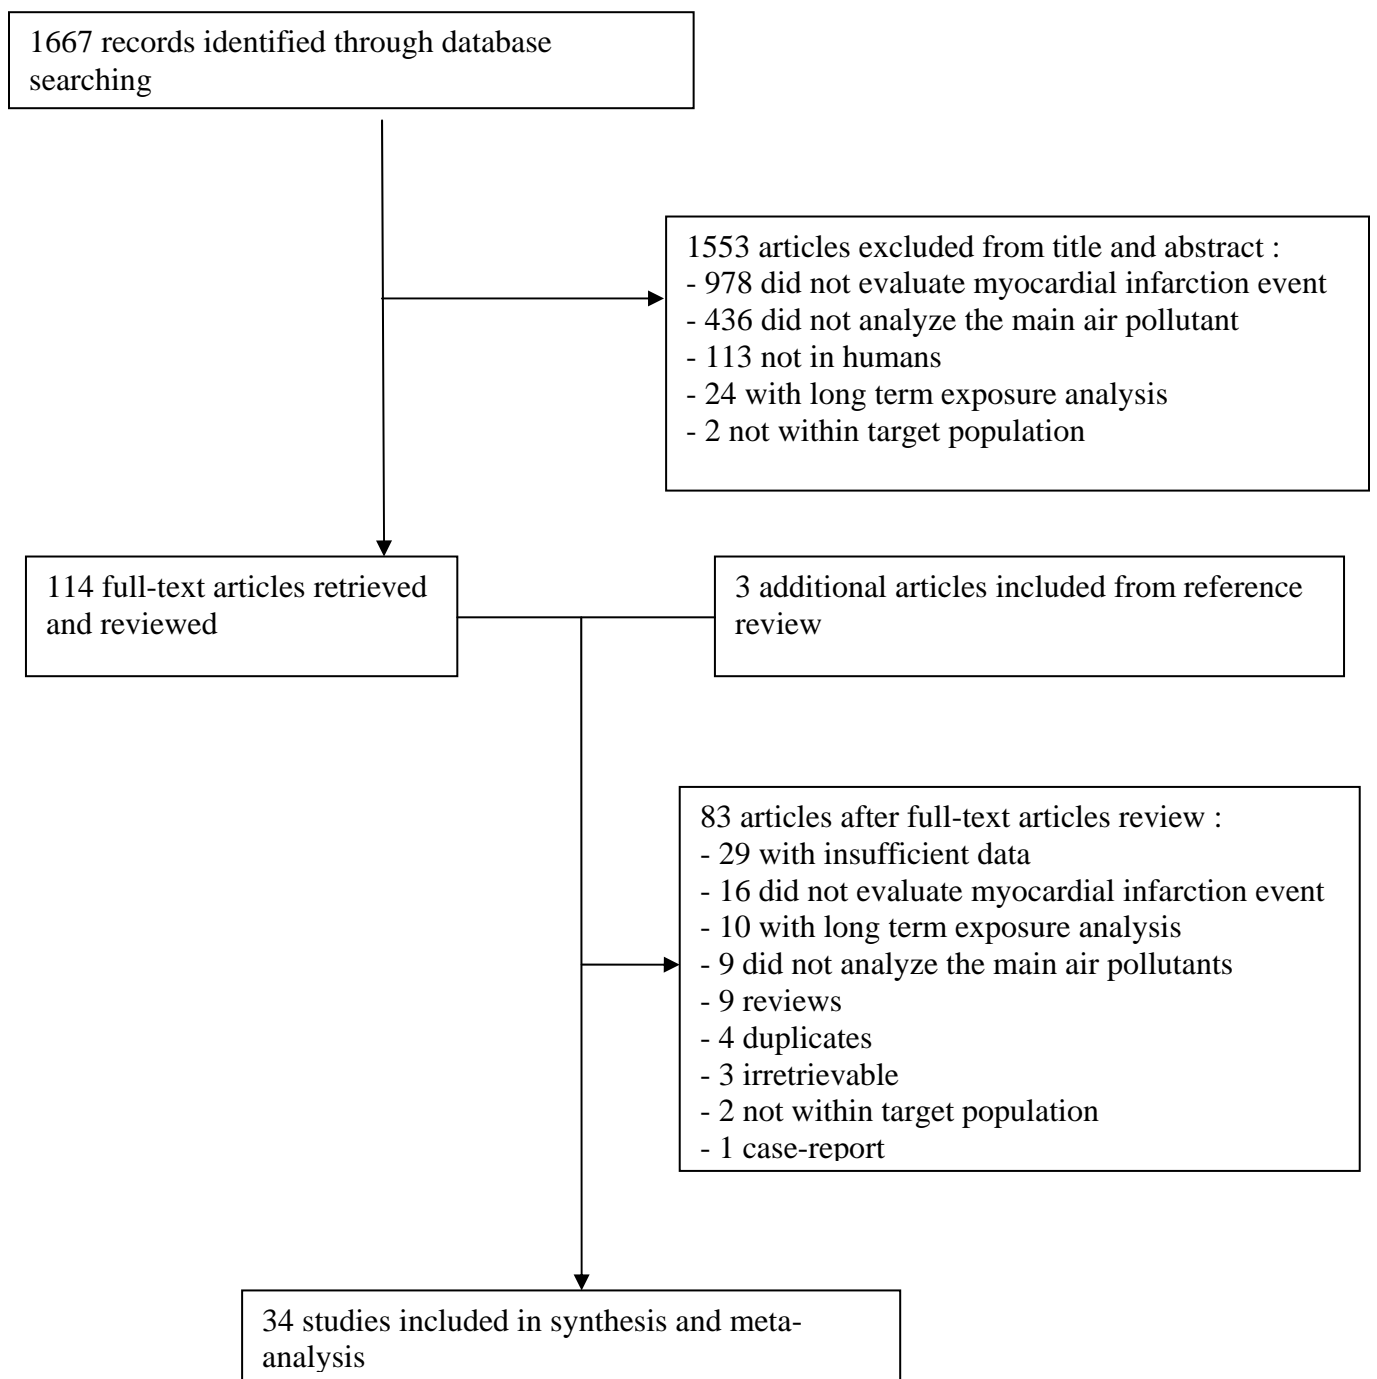 1667 records identified through database
searching
1553 articles excluded from title and abstract :
- 978 did not evaluate myocardial infarction event
- 436 did not analyze the main air pollutant
- 113 not in humans
- 24 with long term exposure analysis
- 2 not within target population
114 full-text articles retrieved
and reviewed
3 additional articles included from reference
review
83 articles after full-text articles review :
- 29 with insufficient data
- 16 did not evaluate myocardial infarction event
- 10 with long term exposure analysis
- 9 did not analyze the main air pollutants
- 9 reviews
- 4 duplicates
- 3 irretrievable
- 2 not within target population
- 1 case-report
34 studies included in synthesis and meta-
analysis